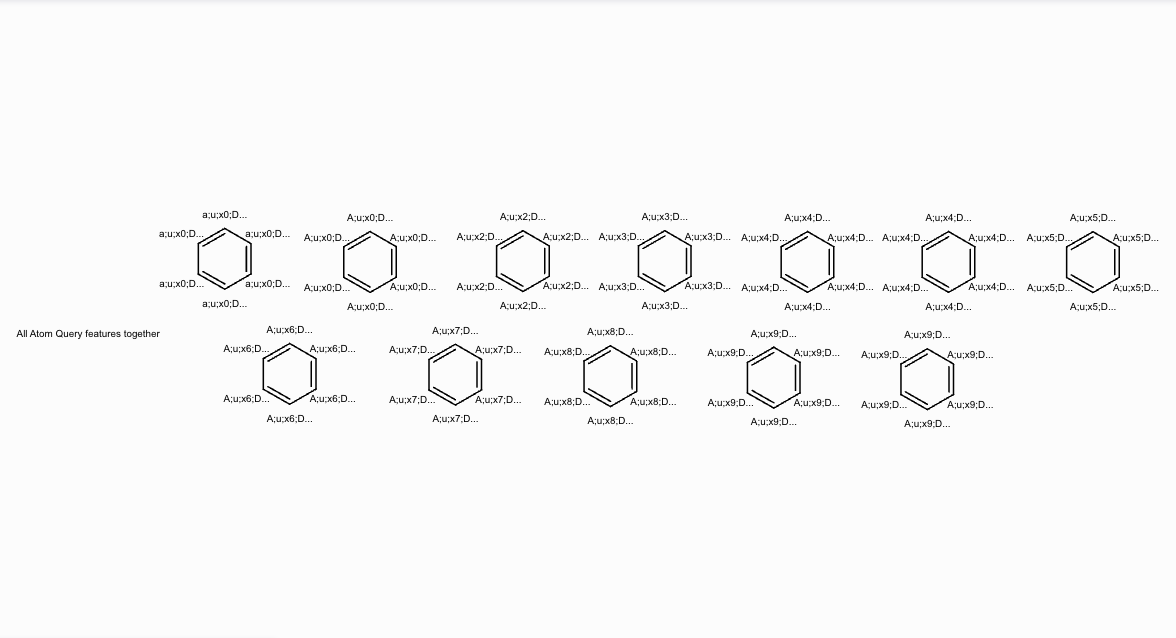 a;u;x0;D...
a;u;x0;D... a;u;x0;D...
a;u;x0;D... a;u;x0;D...
a;u;x0;D...
A;u;x0;D...
A;u;x0;D... A;u;x0;D...
A;u;x0;D... A;u;x0;D...
A;u;x0;D...
A;u;x2;D...
A;u;x2;D... A;u;x2;D...
A;u;x2;D... A;u;x2;D...
A;u;x2;D...
A;u;x3;D...
A;u;x3;D... A;u;x3;D...
A;u;x3;D... A;u;x3;D...
A;u;x3;D...
A;u;x4;D...
A;u;x4;D... A;u;x4;D...
A;u;x4;D... A;u;x4;D...
A;u;x4;D...
A;u;x4;D...
A;u;x4;D... A;u;x4;D...
A;u;x4;D... A;u;x4;D...
A;u;x4;D...
A;u;x5;D...
A;u;x5;D... A;u;x5;D...
A;u;x5;D... A;u;x5;D...
A;u;x5;D...
All Atom Query features together
A;u;x6;D...
A;u;x6;D... A;u;x6;D...
A;u;x6;D... A;u;x6;D...
A;u;x6;D...
A;u;x7;D...
A;u;x7;D... A;u;x7;D...
A;u;x7;D... A;u;x7;D...
A;u;x7;D...
A;u;x8;D...
A;u;x8;D... A;u;x8;D...
A;u;x8;D... A;u;x8;D...
A;u;x8;D...
A;u;x9;D...
A;u;x9;D... A;u;x9;D...
A;u;x9;D... A;u;x9;D...
A;u;x9;D...
A;u;x9;D...
A;u;x9;D... A;u;x9;D...
A;u;x9;D... A;u;x9;D...
A;u;x9;D...